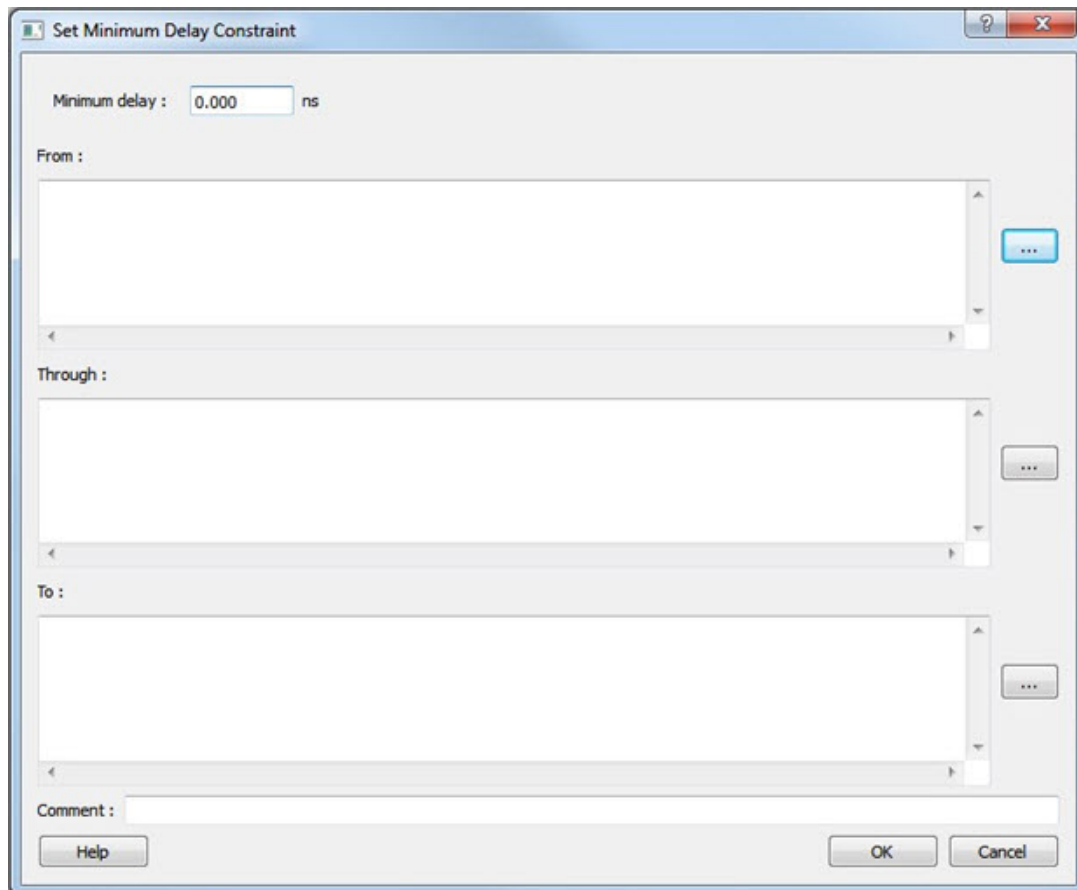 Set Minimum Delay Constraint
?
X
Minimum delay : 0.000 ns
From :
...
Through :
...
To :
...
Comment :
Help OK Cancel